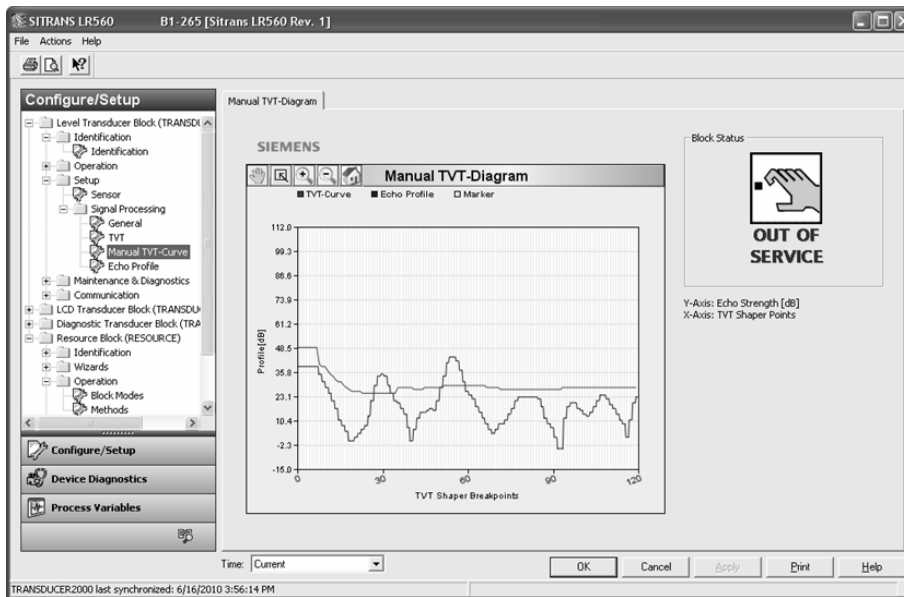 SITRANS LR560 B1-265 [Sitrans LR560 Rev. 1]
File Actions Help
Configure/Setup
Level Transducer Block (TRANSDU
Identification
Identification
Operation
Setup
Sensor
Signal Processing
General
TVT
Manual TVT-Curve
Echo Profile
Maintenance & Diagnostics
Communication
LCD Transducer Block (TRANSDU
Diagnostic Transducer Block (TRA
Resource Block (RESOURCE)
Identification
Wizards
Operation
Block Modes
Methods
Configure/Setup
Device Diagnostics
Process Variables
Manual TVT-Diagram
SIEMENS
Manual TVT-Diagram
TVT-Curve Echo Profile Marker
112.0
99.3
86.6
73.9
61.2
48.5
35.8
23.1
10.4
-2.3
-15.0
Profile[dB]
0 30 60 90 120
TVT Shaper Breakpoints
Block Status
OUT OF
SERVICE
Y-Axis: Echo Strength [dB]
X-Axis: TVT Shaper Points
Time: Current
OK Cancel Apply Print Help
TRANSDUCER2000 last synchronized: 6/16/2010 3:56:14 PM